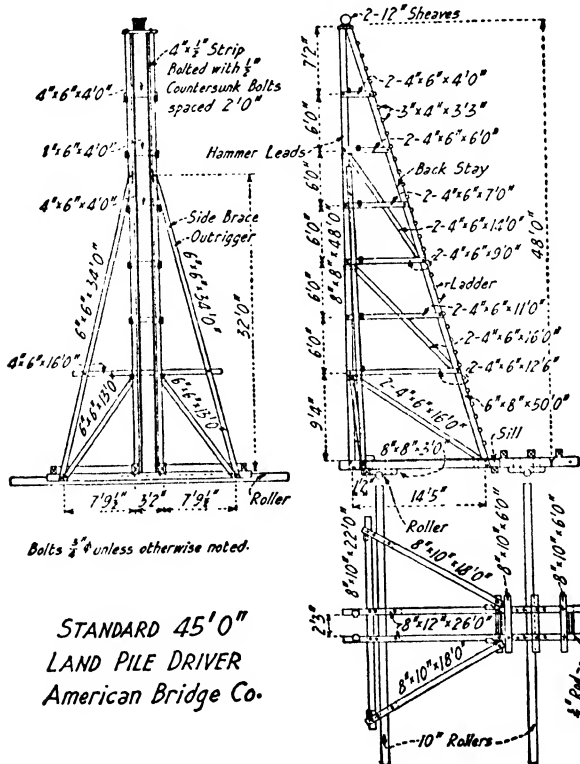 4"x½" Strip
Bolted with ½"
Countersunk Bolts
spaced 2'0"
4"x6"x4'0"
8"x6"x4'0"
4"x6"x4'0"
Side Brace
Outrigger
6"x6"x34'0"
6"x6"x34'0"
32'0"
4"x6"x16'0"
6"x6"x13'0"
6"x6"x13'0"
Roller
7'9½"
3'2"
7'9½"
Bolts ¾"ϕ unless otherwise noted.
STANDARD 45'0"
LAND PILE DRIVER
American Bridge Co.
2-12" Sheaves
7'2"
2-4"x6"x4'0"
3"x4"x3'3"
6'0"
2-4"x6"x6'0"
Hammer Leads
Back Stay
6'0"
2-4"x6"x7'0"
2-4"x6"x14'0"
48'0"
6'0"
8"x8"x48'0"
2-4"x6"x9'0"
Ladder
6'0"
2-4"x6"x11'0"
2-4"x6"x16'0"
6'0"
2-4"x6"x12'6"
2-4"x6"x16'0"
6"x8"x50'0"
9'4"
8"x8"x3'0"
Sill
1'2"
14'5"
Roller
8"x10"x22'0"
8"x10"x18'0"
8"x10"x6'0"
8"x10"x6'0"
2'3"
8"x12"x26'0"
8"x10"x18'0"
10" Rollers